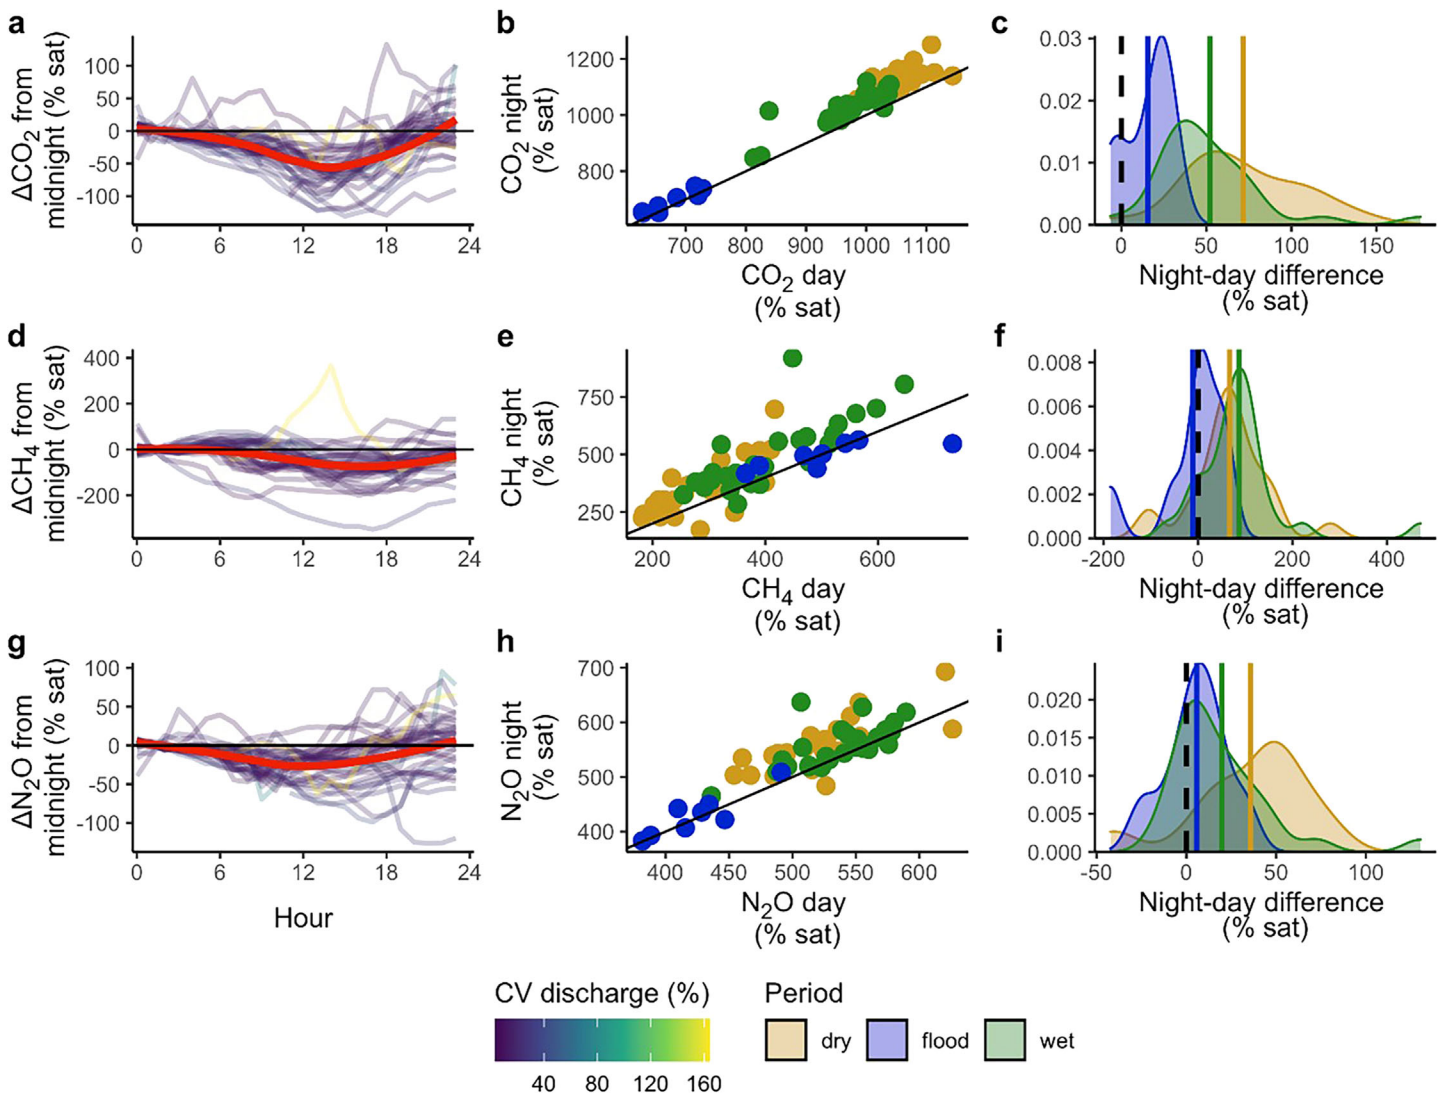 a
ΔCO2 from
midnight (% sat)
100
50
0
-50
-100
0 6 12 18 24
b
CO2 night
(% sat)
1200
1000
800
700 800 900 1000 1100
CO2 day
(% sat)
c
0.03
0.02
0.01
0.00
0 50 100 150
Night-day difference
(% sat)
d
ΔCH4 from
midnight (% sat)
400
200
0
-200
0 6 12 18 24
e
CH4 night
(% sat)
750
500
250
200 400 600
CH4 day
(% sat)
f
0.008
0.006
0.004
0.002
0.000
-200 0 200 400
Night-day difference
(% sat)
g
ΔN2O from
midnight (% sat)
100
50
0
-50
-100
0 6 12 18 24
Hour
h
N2O night
(% sat)
700
600
500
400
400 450 500 550 600
N2O day
(% sat)
i
0.020
0.015
0.010
0.005
0.000
-50 0 50 100
Night-day difference
(% sat)
CV discharge (%)
40 80 120 160
Period
dry flood wet